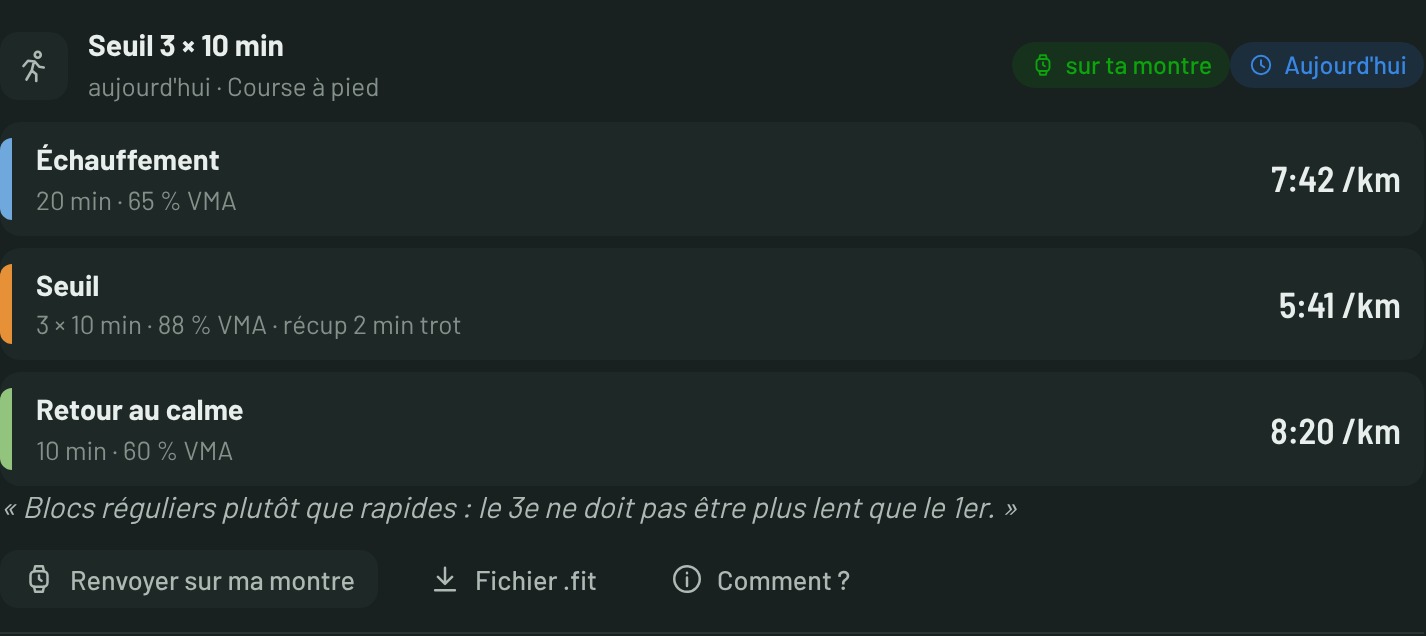 Seuil 3 × 10 min
aujourd'hui · Course à pied
sur ta montre
Aujourd'hui
Échauffement
20 min · 65 % VMA
7:42 /km
Seuil
3 × 10 min · 88 % VMA · récup 2 min trot
5:41 /km
Retour au calme
10 min · 60 % VMA
8:20 /km
« Blocs réguliers plutôt que rapides : le 3e ne doit pas être plus lent que le 1er. »
Renvoyer sur ma montre
Fichier .fit
Comment ?